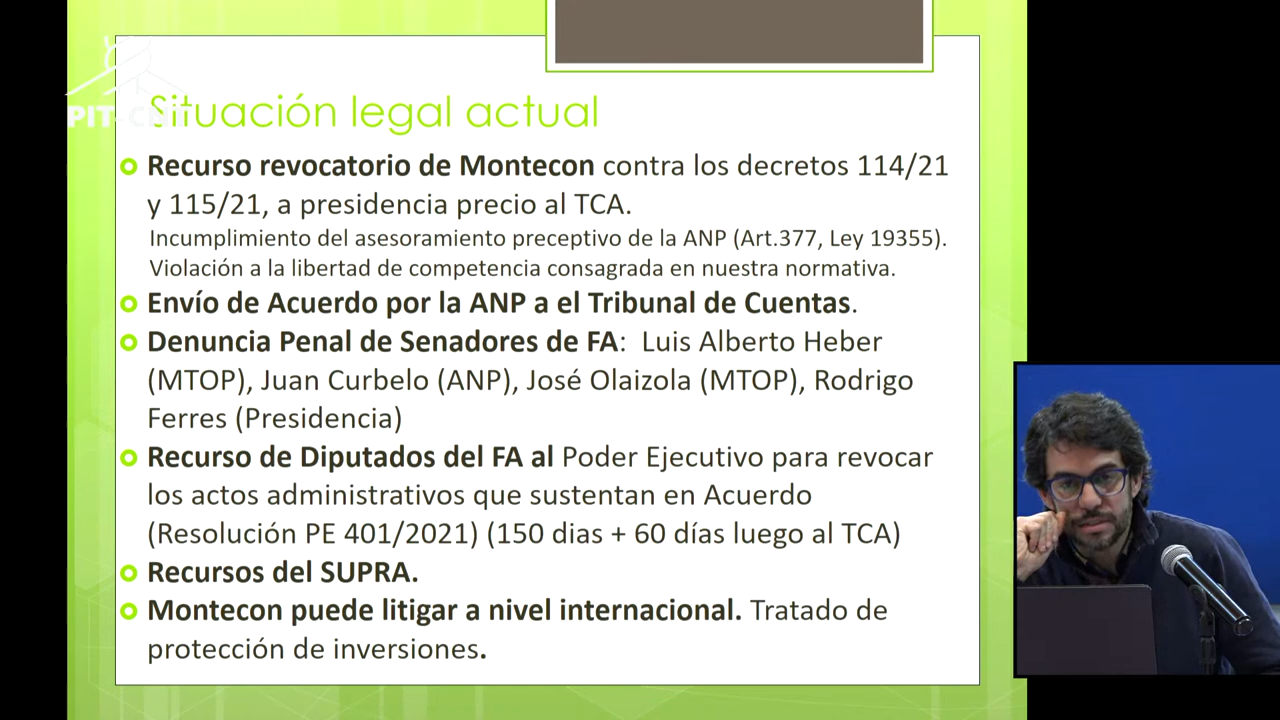 PIT-CNT
Situación legal actual
Recurso revocatorio de Montecon contra los decretos 114/21
y 115/21, a presidencia precio al TCA.
Incumplimiento del asesoramiento preceptivo de la ANP (Art.377, Ley 19355).
Violación a la libertad de competencia consagrada en nuestra normativa.
Envío de Acuerdo por la ANP a el Tribunal de Cuentas.
Denuncia Penal de Senadores de FA: Luis Alberto Heber
(MTOP), Juan Curbelo (ANP), José Olaizola (MTOP), Rodrigo
Ferres (Presidencia)
Recurso de Diputados del FA al Poder Ejecutivo para revocar
los actos administrativos que sustentan en Acuerdo
(Resolución PE 401/2021) (150 dias + 60 días luego al TCA)
Recursos del SUPRA.
Montecon puede litigar a nivel internacional. Tratado de
protección de inversiones.